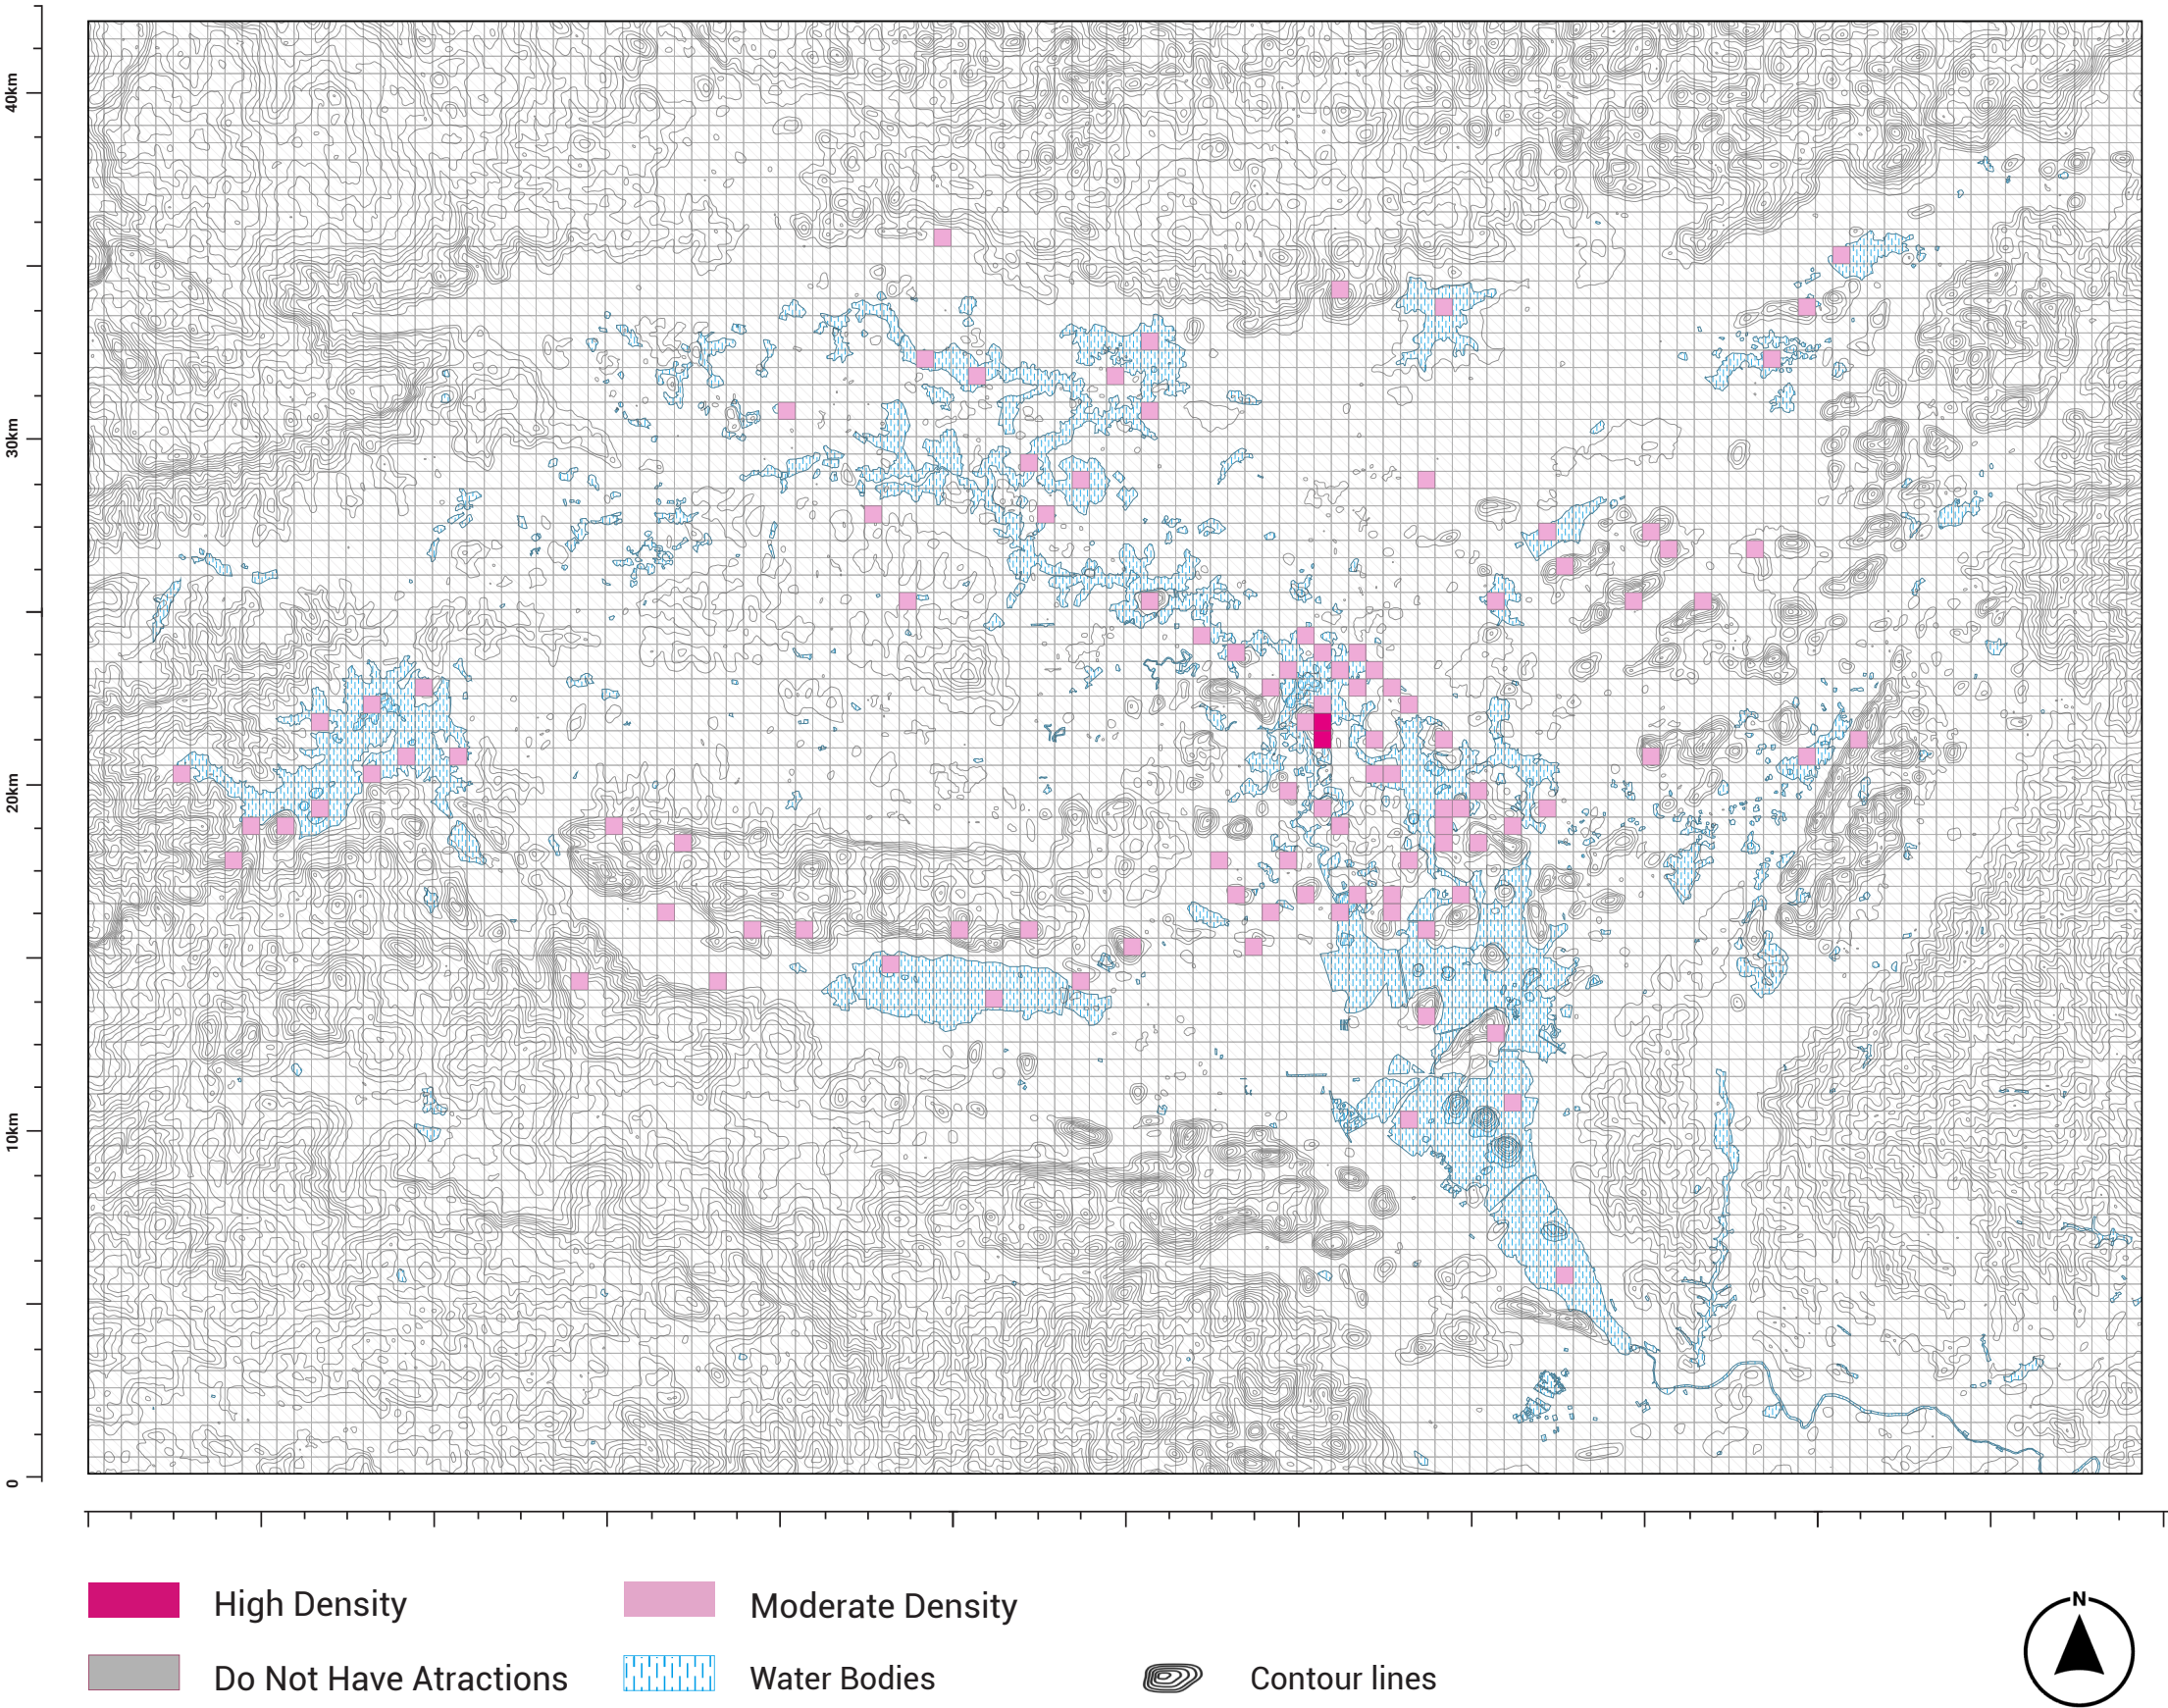 40km
30km
20km
10km
0
High Density
Moderate Density
N
Do Not Have Atractions
Water Bodies
Contour lines